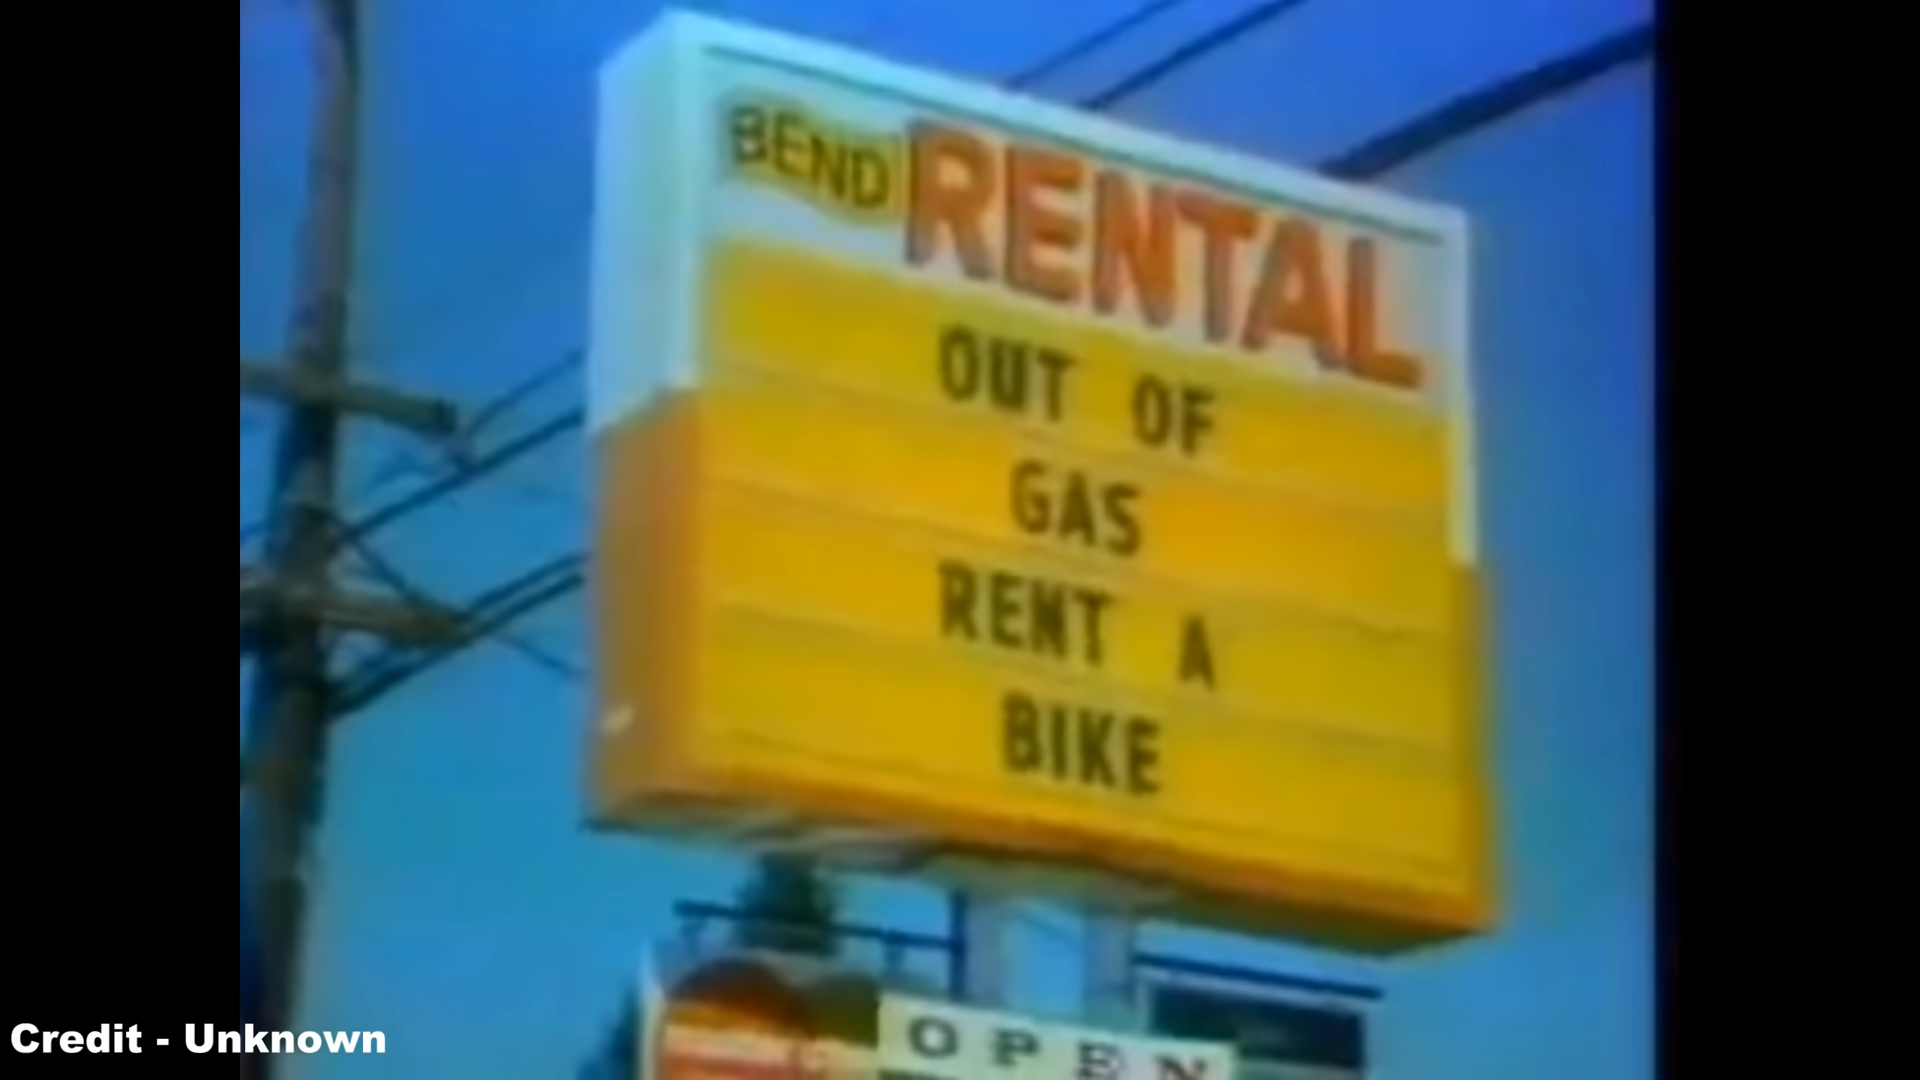 BEND RENTAL
OUT OF
GAS
RENT A
BIKE
OPEN
Credit - Unknown